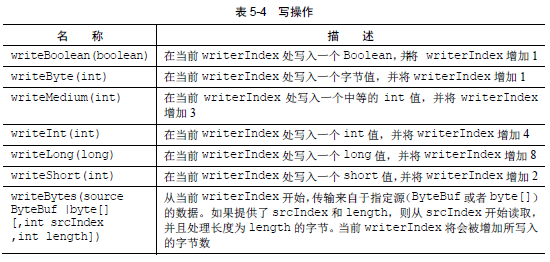 表 5-4 写操作
名 称 描 述
writeBoolean(boolean) 在当前 writerIndex 处写入一个 Boolean,并将 writerIndex 增加 1
writeByte(int) 在当前 writerIndex 处写入一个字节值，并将 writerIndex 增加 1
writeMedium(int) 在当前 writerIndex 处写入一个中等的 int 值，并将 writerIndex
增加 3
writeInt(int) 在当前 writerIndex 处写入一个 int 值，并将 writerIndex 增加 4
writeLong(long) 在当前 writerIndex 处写入一个 long 值，并将 writerIndex 增加 8
writeShort(int) 在当前 writerIndex 处写入一个 short 值，并将 writerIndex 增加 2
writeBytes(source 从当前 writerIndex 开始，传输来自于指定源(ByteBuf 或者 byte[])
ByteBuf |byte[] 的数据。如果提供了 srcIndex 和 length，则从 srcIndex 开始读取，
[,int srcIndex 并且处理长度为 length 的字节。当前 writerIndex 将会被增加所写入
,int length]) 的字节数